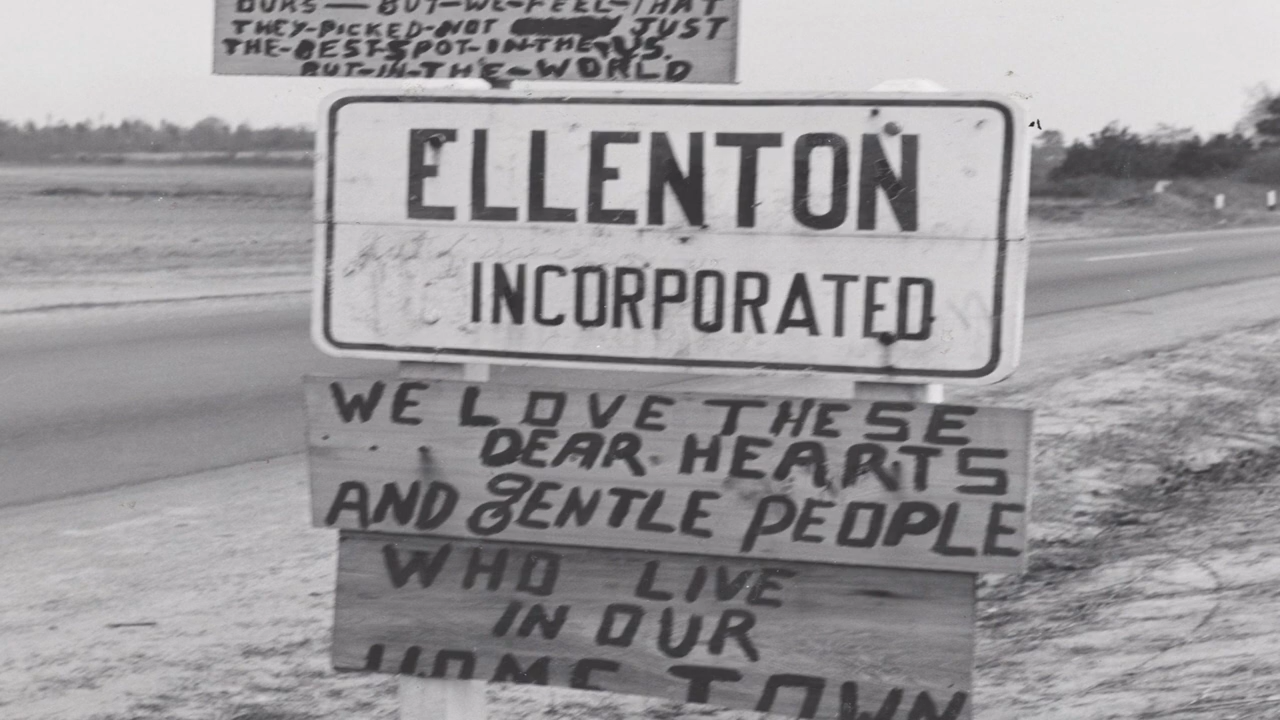 OURS — BUT-WE-FEEL-THAT
THEY-PICKED-NOT JUST
THE-BEST-SPOT-IN-THE-US.
BUT-IN-THE-WORLD
ELLENTON
INCORPORATED
WE LOVE THESE
DEAR HEARTS
AND GENTLE PEOPLE
WHO LIVE
IN OUR
HOME TOWN